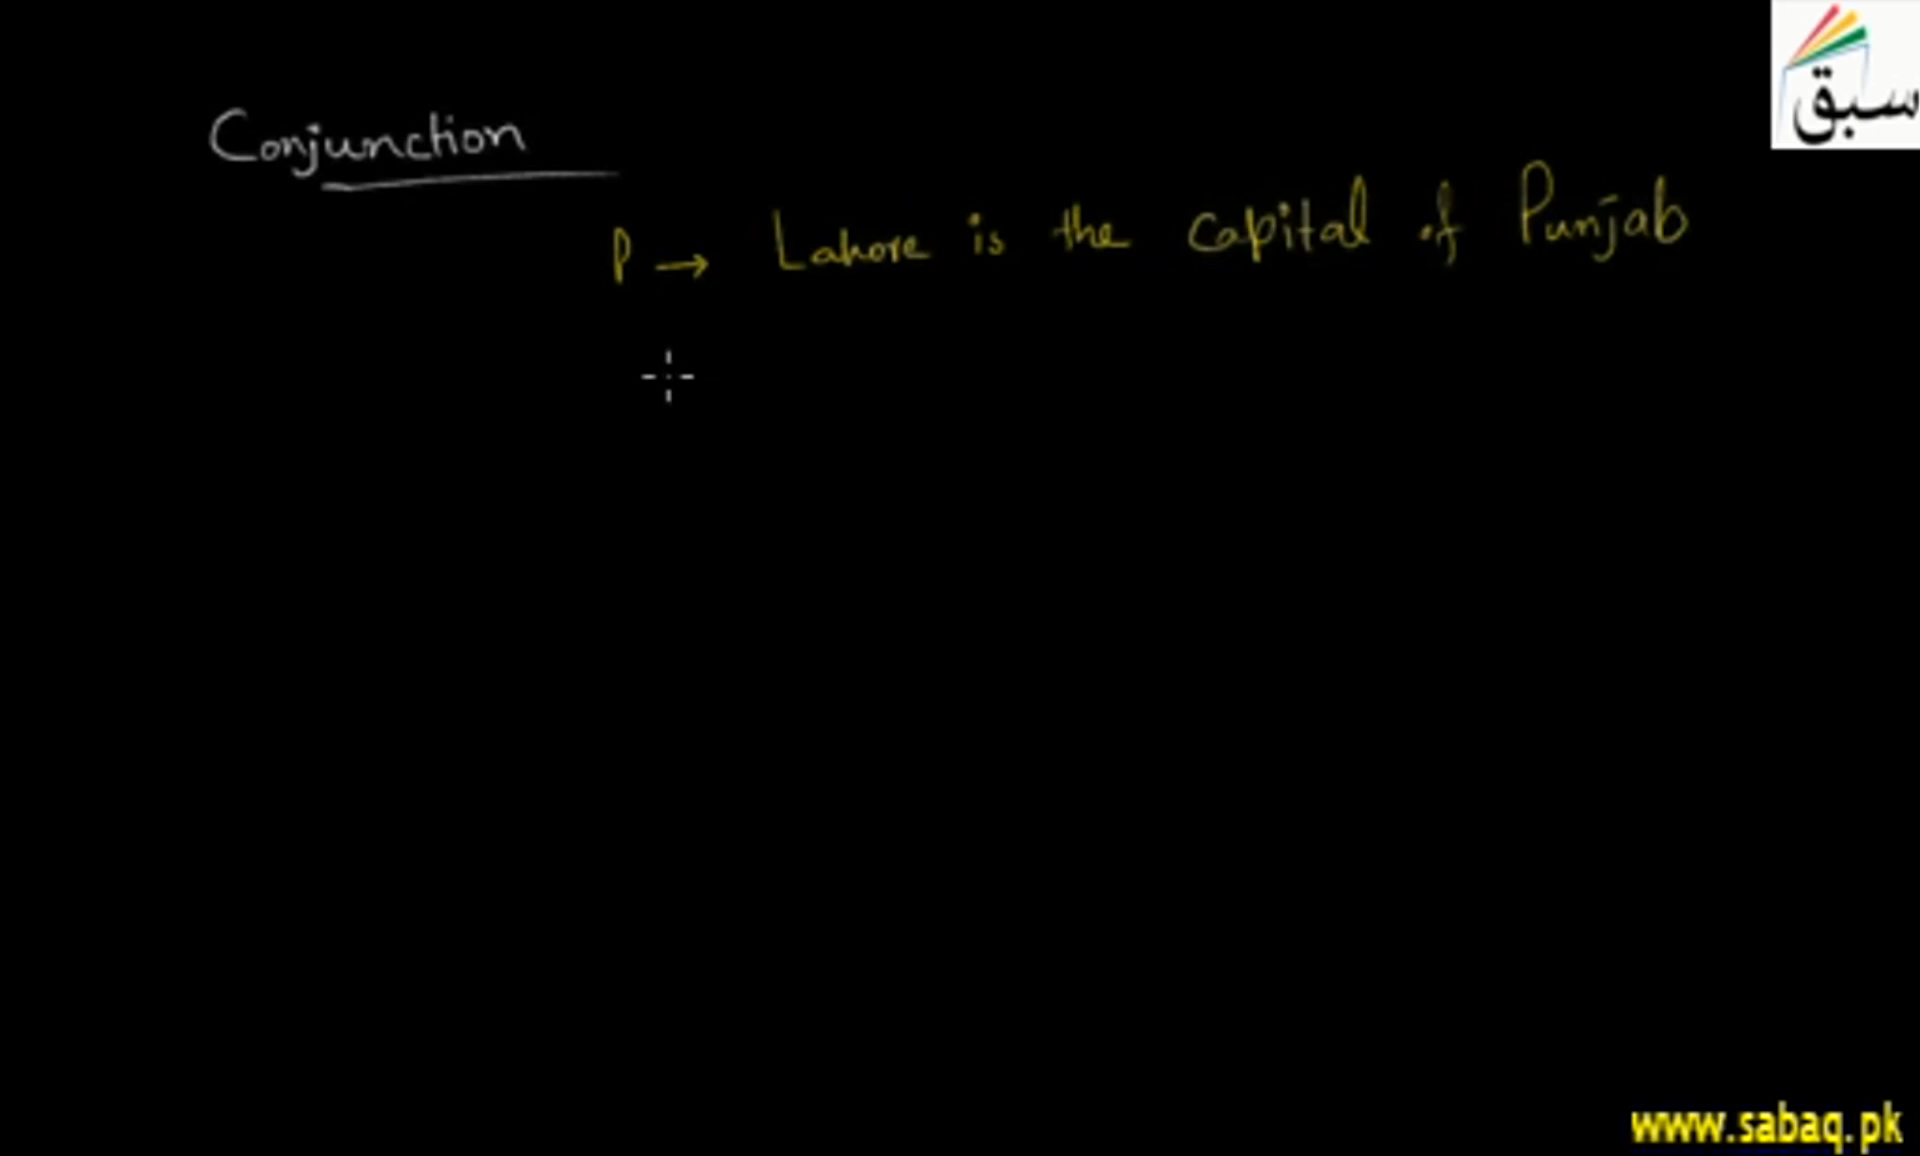 سبق
Conjunction
P → Lahore is the capital of Punjab
www.sabaq.pk